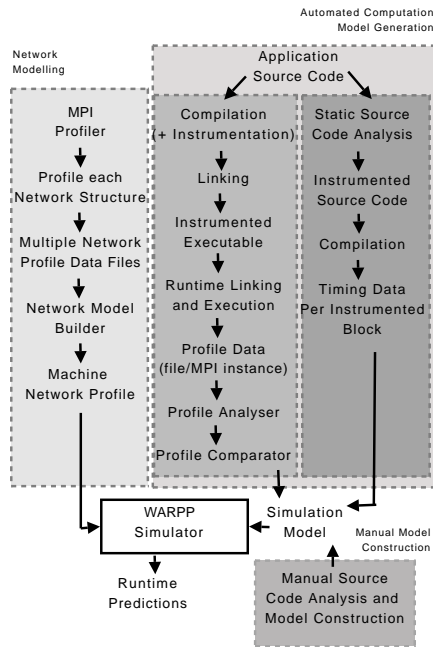 Automated Computation
Model Generation
Network
Modelling
Application
Source Code
MPI
Profiler
Profile each
Network Structure
Multiple Network
Profile Data Files
Network Model
Builder
Machine
Network Profile
Compilation
(+ Instrumentation)
Linking
Instrumented
Executable
Runtime Linking
and Execution
Profile Data
(file/MPI instance)
Profile Analyser
Profile Comparator
Static Source
Code Analysis
Instrumented
Source Code
Compilation
Timing Data
Per Instrumented
Block
WARPP
Simulator
Simulation
Model
Manual Model
Construction
Runtime
Predictions
Manual Source
Code Analysis and
Model Construction